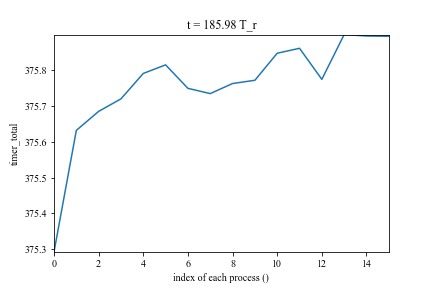 t = 185.98 T_r
375.8
375.7
375.6
375.5
375.4
375.3
timer_total
0 2 4 6 8 10 12 14
index of each process ()